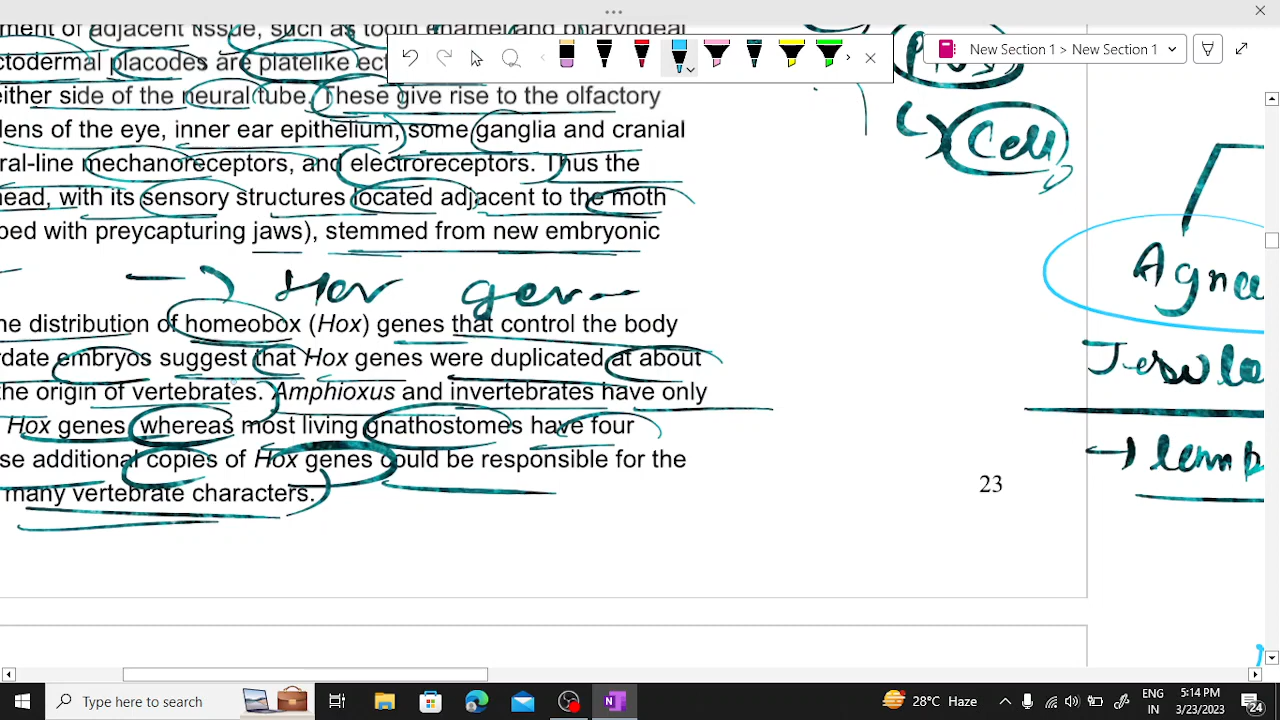 ment of adjacent tissue, such as tooth enamel and pharyngeal
ctodermal placodes are platelike ect
either side of the neural tube. These give rise to the olfactory
lens of the eye, inner ear epithelium, some ganglia and cranial
ral-line mechanoreceptors, and electroreceptors. Thus the
head, with its sensory structures located adjacent to the moth
ped with preycapturing jaws), stemmed from new embryonic
Hox gen
ne distribution of homeobox (Hox) genes that control the body
rdate embryos suggest that Hox genes were duplicated at about
the origin of vertebrates. Amphioxus and invertebrates have only
Hox genes, whereas most living gnathostomes have four
se additional copies of Hox genes could be responsible for the
many vertebrate characters.
23
New Section 1 > New Section 1
Cell
Agna
lamp
Type here to search
28°C Haze
ENG
IN
5:14 PM
3/23/2023
24